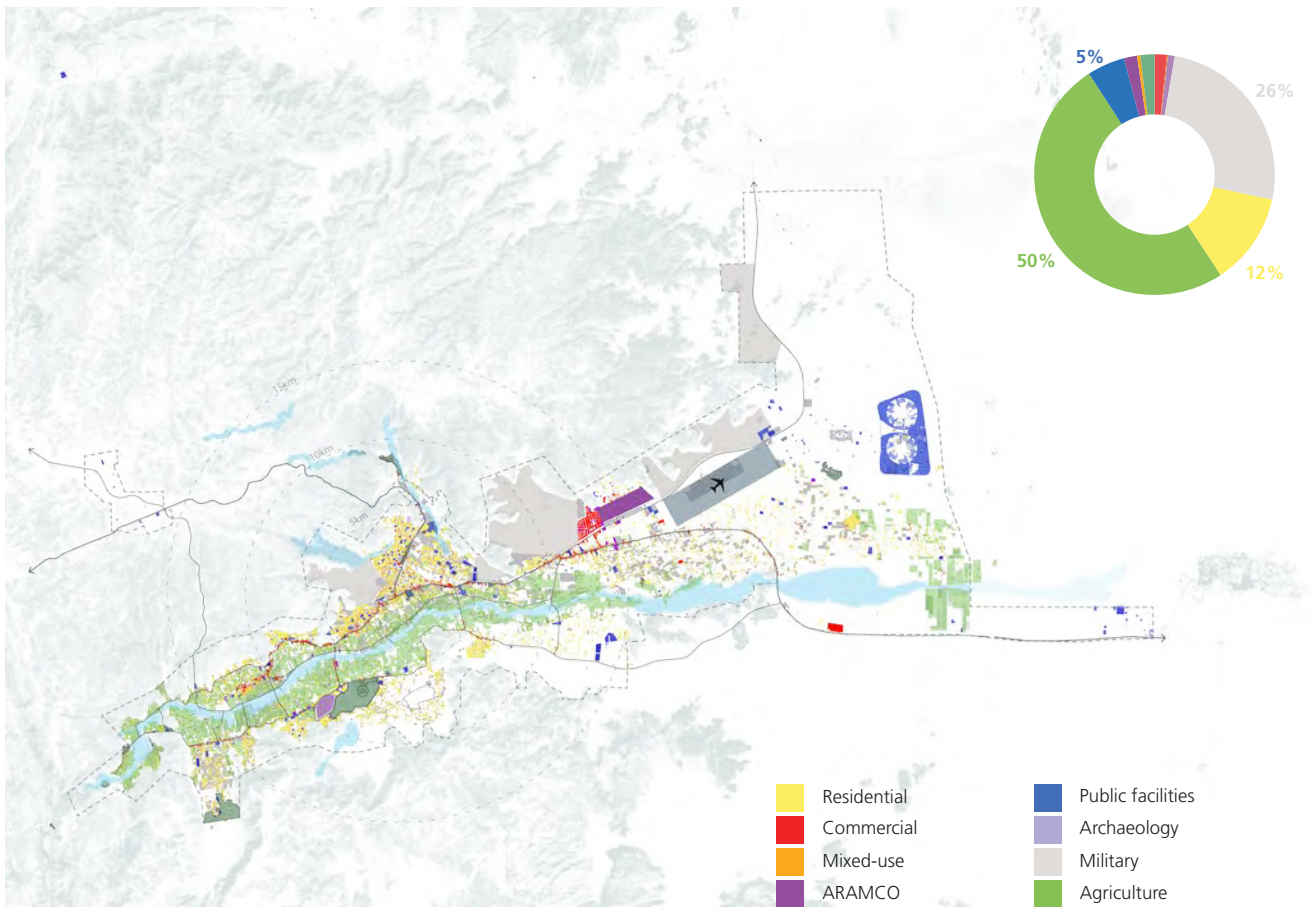 5%
26%
50%
12%
15km
10km
5km
Residential
Public facilities
Commercial
Archaeology
Mixed-use
Military
ARAMCO
Agriculture